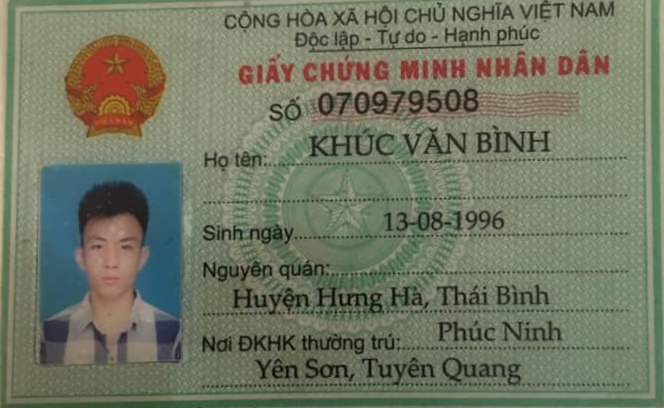 CỘNG HÒA XÃ HỘI CHỦ NGHĨA VIỆT NAM
Độc lập - Tự do - Hạnh phúc
GIẤY CHỨNG MINH NHÂN DÂN
SỐ 070979508
Họ tên: KHÚC VĂN BÌNH
Sinh ngày 13-08-1996
Nguyên quán:
Huyện Hưng Hà, Thái Bình
Nơi ĐKHK thường trú: Phúc Ninh
Yên Sơn, Tuyên Quang
VIỆT NAM